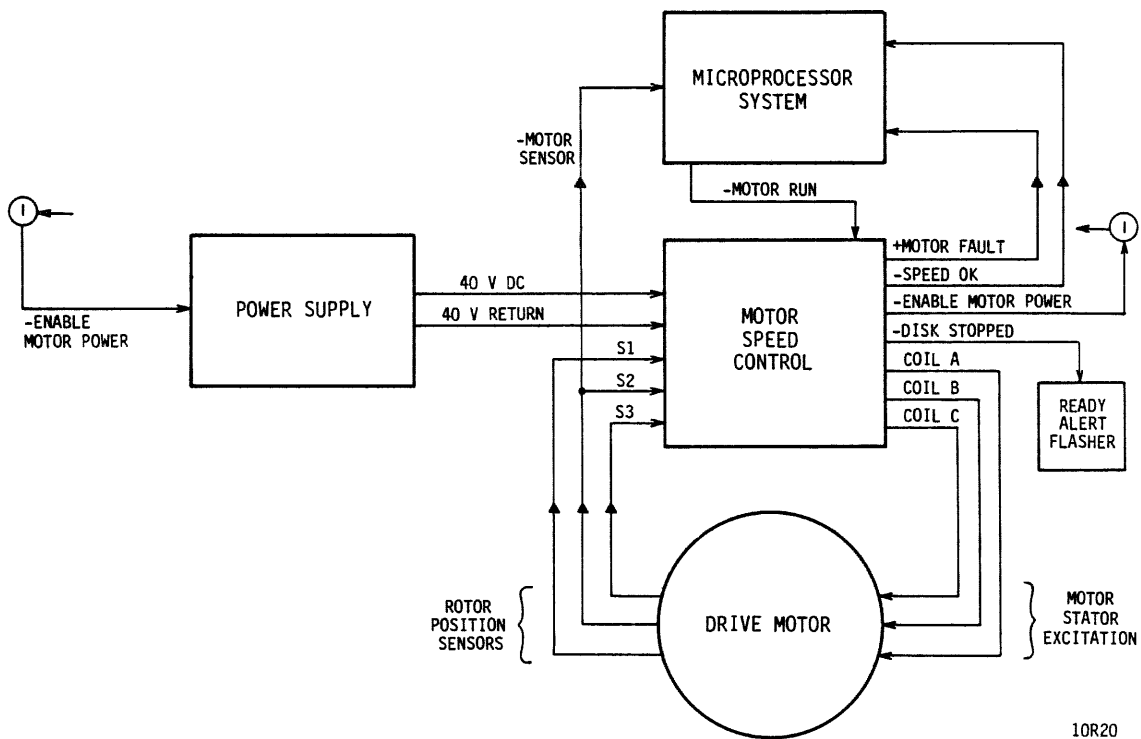 MICROPROCESSOR
SYSTEM
-MOTOR
SENSOR
-MOTOR RUN
I
I
+MOTOR FAULT
-SPEED OK
-ENABLE MOTOR POWER
-DISK STOPPED
COIL A
COIL B
COIL C
40 V DC
40 V RETURN
S1
S2
S3
POWER SUPPLY
-ENABLE
MOTOR POWER
MOTOR
SPEED
CONTROL
READY
ALERT
FLASHER
ROTOR
POSITION
SENSORS
DRIVE MOTOR
MOTOR
STATOR
EXCITATION
10R20